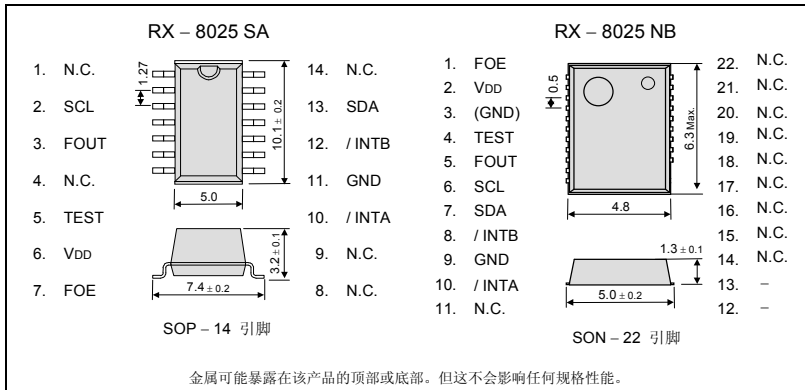 RX – 8025 SA
1. N.C.
2. SCL
3. FOUT
4. N.C.
5. TEST
6. VDD
7. FOE
14. N.C.
13. SDA
12. / INTB
11. GND
10. / INTA
9. N.C.
8. N.C.
1.27
10.1 ± 0.2
5.0
3.2 ± 0.1
7.4 ± 0.2
SOP – 14 引脚
RX – 8025 NB
1. FOE
2. VDD
3. (GND)
4. TEST
5. FOUT
6. SCL
7. SDA
8. / INTB
9. GND
10. / INTA
11. N.C.
22. N.C.
21. N.C.
20. N.C.
19. N.C.
18. N.C.
17. N.C.
16. N.C.
15. N.C.
14. N.C.
13. –
12. –
0.5
6.3 Max.
4.8
1.3 ± 0.1
5.0 ± 0.2
SON – 22 引脚
金属可能暴露在该产品的顶部或底部。但这不会影响任何规格性能。